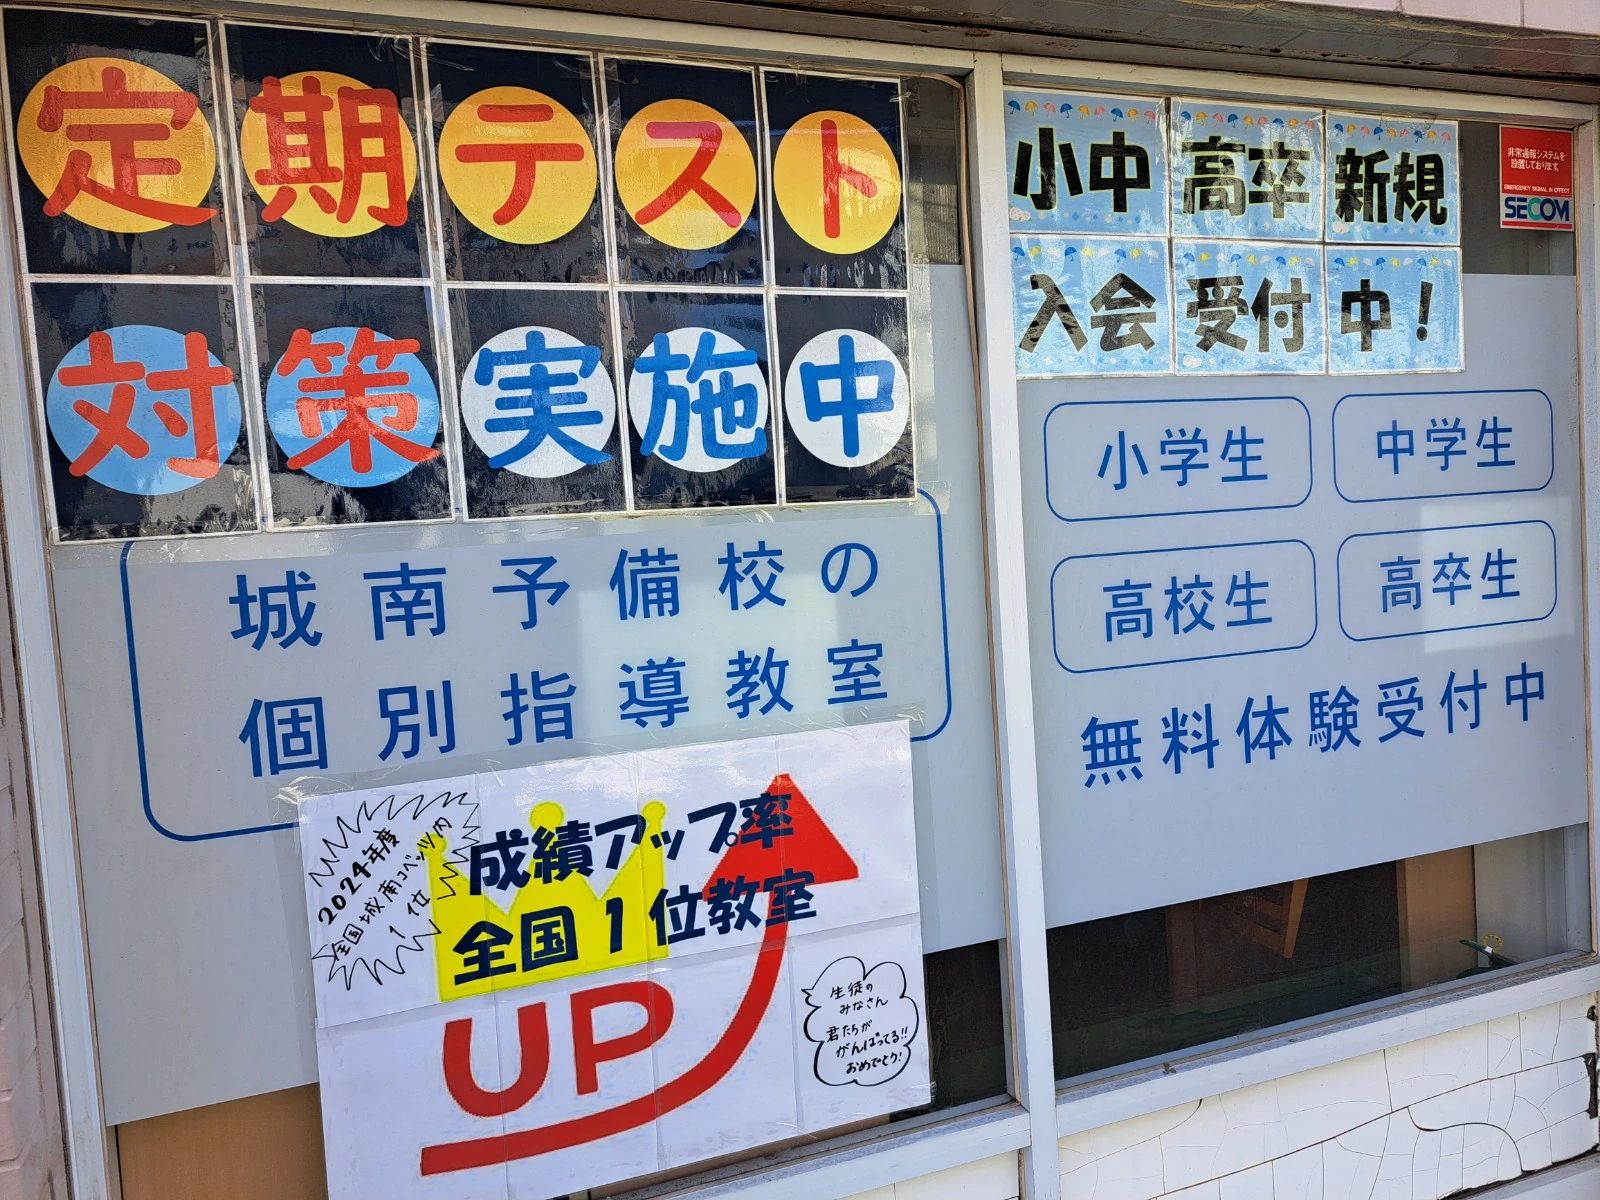 定期テスト
対策実施中
城南予備校の
個別指導教室
2024年度
全国城南コベッツ内
1位
成績アップ率
全国1位教室
UP
生徒の
みなさん
君たちが
がんばってる!!
おめでとう!
小中高卒新規
入会受付中!
非常通報システムを
設置しております。
EMERGENCY SIGNAL IN EFFECT
SECOM
小学生 中学生
高校生 高卒生
無料体験受付中